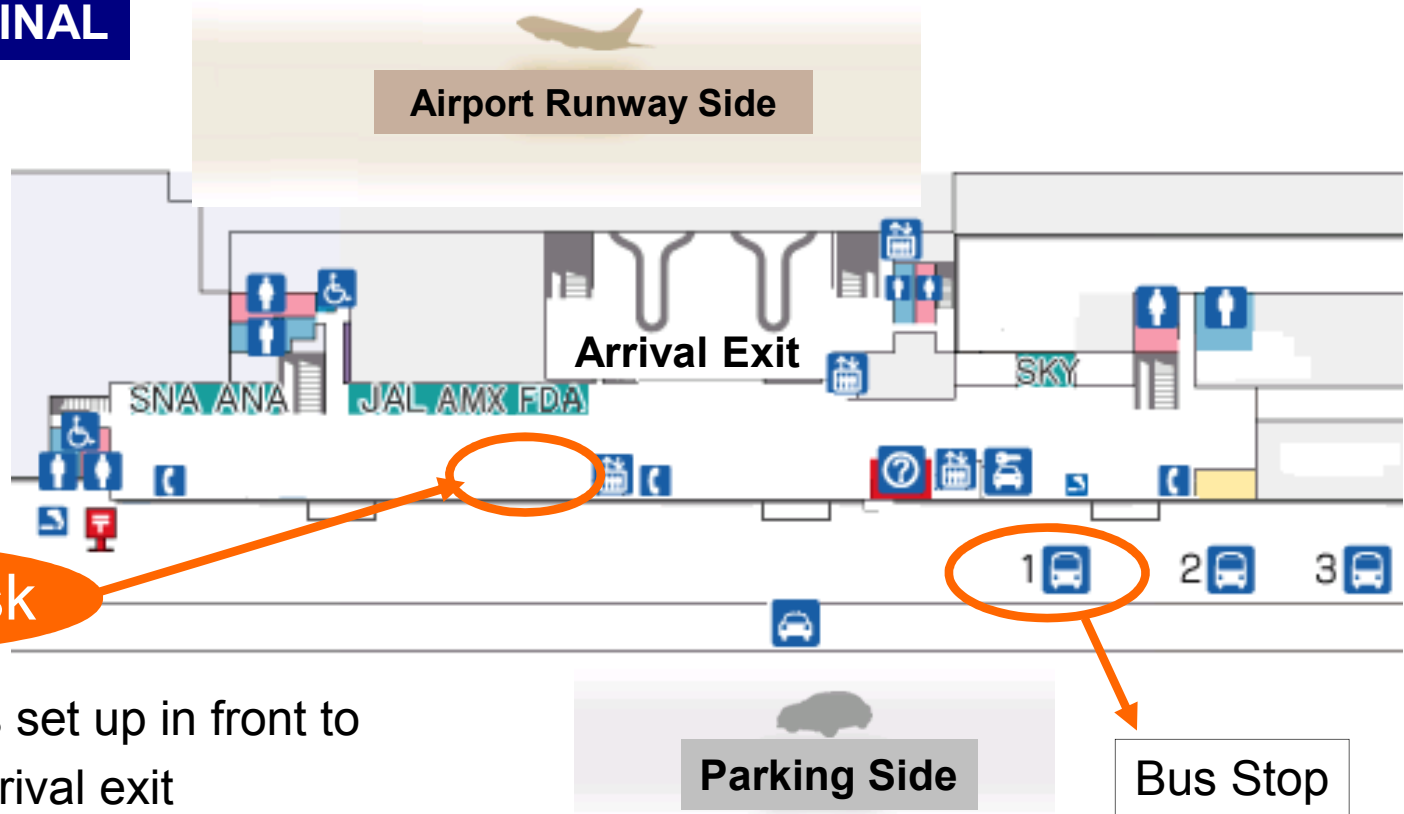 INAL
Airport Runway Side
Arrival Exit
SKY
SNA ANA
JAL AMX FDA
?
1
2
3
sk
set up in front to
rival exit
Parking Side
Bus Stop